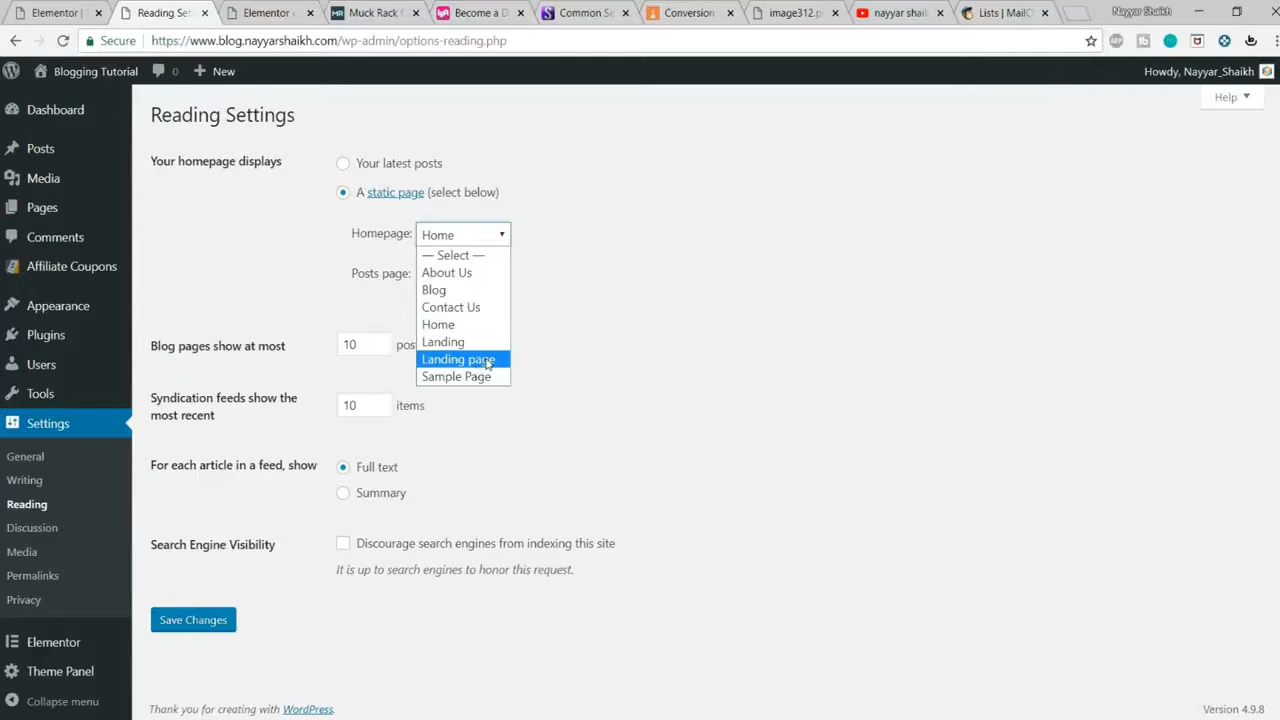 Elementor |
Reading Set
Elementor
Muck Rack
Become a D
Common Se
Conversion
image312.p
nayyar shaik
Lists | MailC
Nayyar Shaikh
Secure
https://www.blog.nayyarshaikh.com/wp-admin/options-reading.php
Blogging Tutorial
0
New
Howdy, Nayyar_Shaikh
Help
Dashboard
Posts
Media
Pages
Comments
Affiliate Coupons
Appearance
Plugins
Users
Tools
Settings
General
Writing
Reading
Discussion
Media
Permalinks
Privacy
Elementor
Theme Panel
Collapse menu
Reading Settings
Your homepage displays
Your latest posts
A static page (select below)
Homepage: Home
— Select —
About Us
Blog
Contact Us
Home
Landing
Landing page
Sample Page
Posts page:
Blog pages show at most
10 pos
Syndication feeds show the
most recent
10 items
For each article in a feed, show
Full text
Summary
Search Engine Visibility
Discourage search engines from indexing this site
It is up to search engines to honor this request.
Save Changes
Thank you for creating with WordPress.
Version 4.9.8